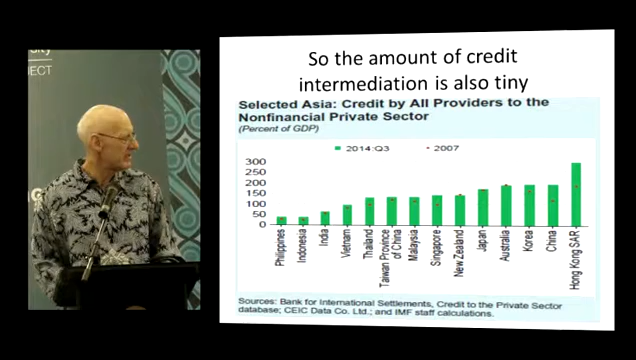 JECT
So the amount of credit
intermediation is also tiny
Selected Asia: Credit by All Providers to the
Nonfinancial Private Sector
(Percent of GDP)
2014:Q3
2007
300
250
200
150
100
50
0
Philippines
Indonesia
India
Vietnam
Thailand
Taiwan Province
of China
Malaysia
Singapore
New Zealand
Japan
Australia
Korea
China
Hong Kong SAR
Sources: Bank for International Settlements, Credit to the Private Sector
database; CEIC Data Co. Ltd.; and IMF staff calculations.